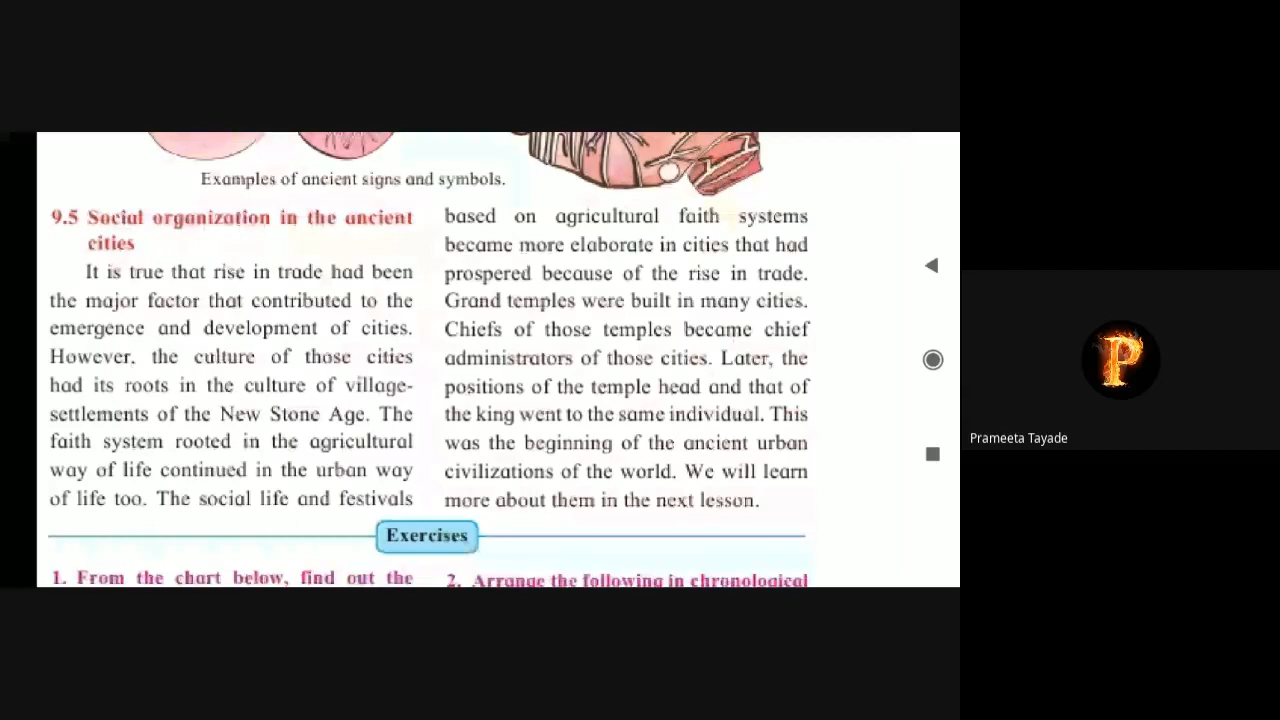 Examples of ancient signs and symbols.
9.5 Social organization in the ancient
cities
It is true that rise in trade had been
the major factor that contributed to the
emergence and development of cities.
However, the culture of those cities
had its roots in the culture of village-
settlements of the New Stone Age. The
faith system rooted in the agricultural
way of life continued in the urban way
of life too. The social life and festivals
based on agricultural faith systems
became more elaborate in cities that had
prospered because of the rise in trade.
Grand temples were built in many cities.
Chiefs of those temples became chief
administrators of those cities. Later, the
positions of the temple head and that of
the king went to the same individual. This
was the beginning of the ancient urban
civilizations of the world. We will learn
more about them in the next lesson.
Exercises
1. From the chart below, find out the
2. Arrange the following in chronological
P
Prameeta Tayade